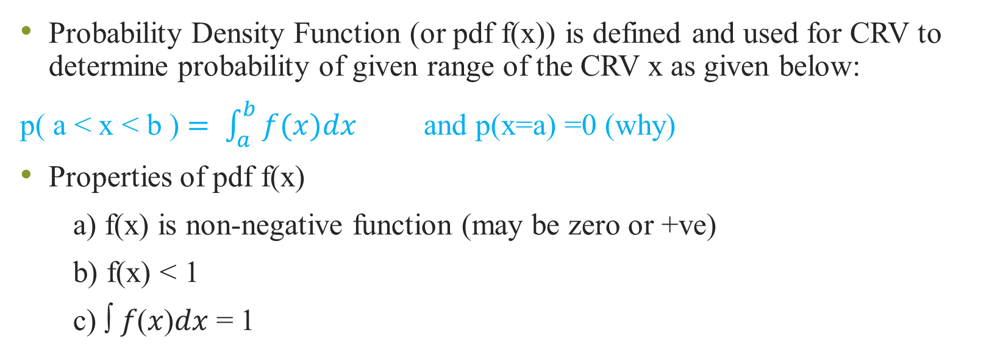 • Probability Density Function (or pdf f(x)) is defined and used for CRV to
determine probability of given range of the CRV x as given below:
p( a < x < b ) = ∫ₐᵇ f(x)dx and p(x=a) =0 (why)
• Properties of pdf f(x)
a) f(x) is non-negative function (may be zero or +ve)
b) f(x) < 1
c) ∫ f(x)dx = 1